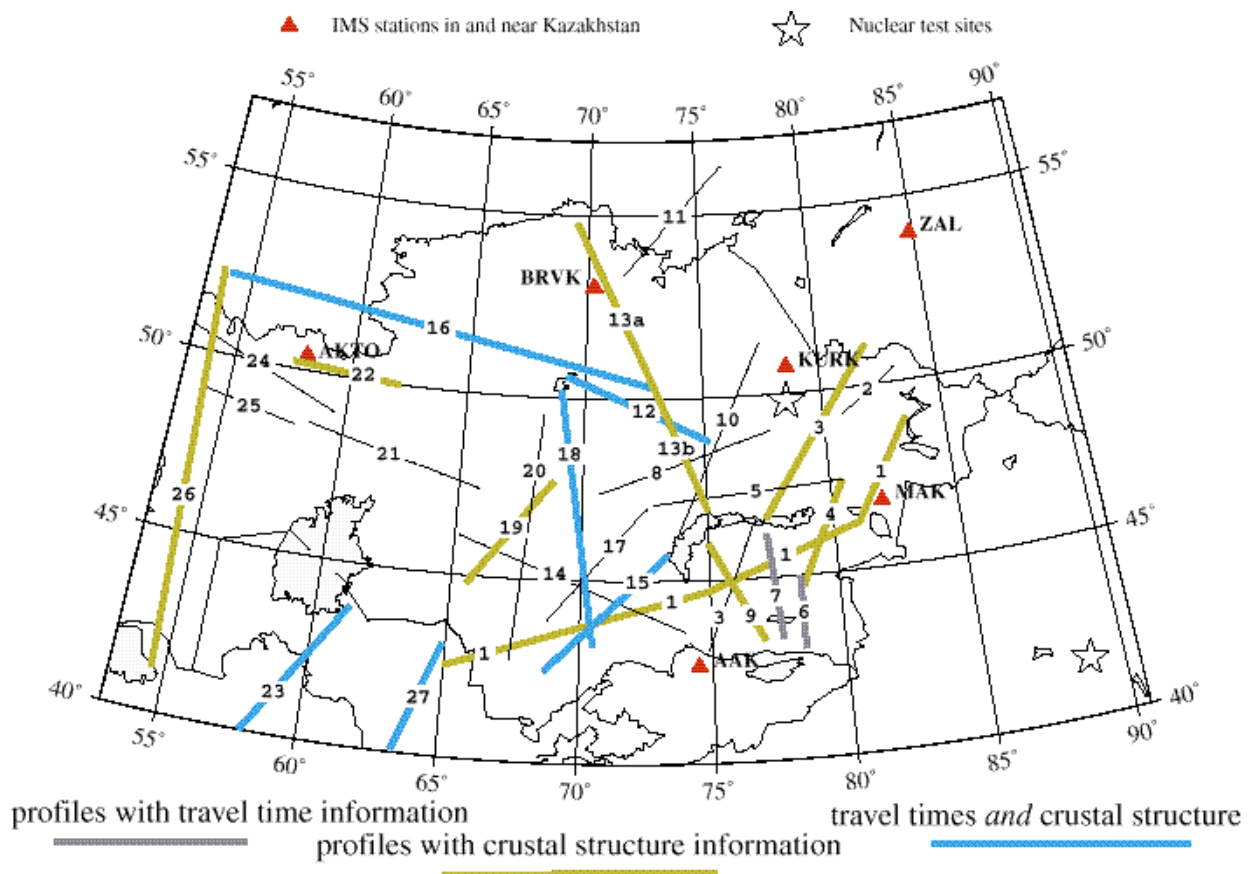 IMS stations in and near Kazakhstan
Nuclear test sites
55° 60° 65° 70° 75° 80° 85° 90°
55° 55°
11
ZAL
BRVK
13a
50° 16 50°
AKTO KURK
24 22 2
25 12 10 3
21 18 13b
20 8 1
26 5 MAK
45° 19 4 45°
17
14 15 1
1 7
3 9 6
1 AAK
23 27
40° 40°
55° 60° 65° 70° 75° 80° 85° 90°
profiles with travel time information
travel times and crustal structure
profiles with crustal structure information